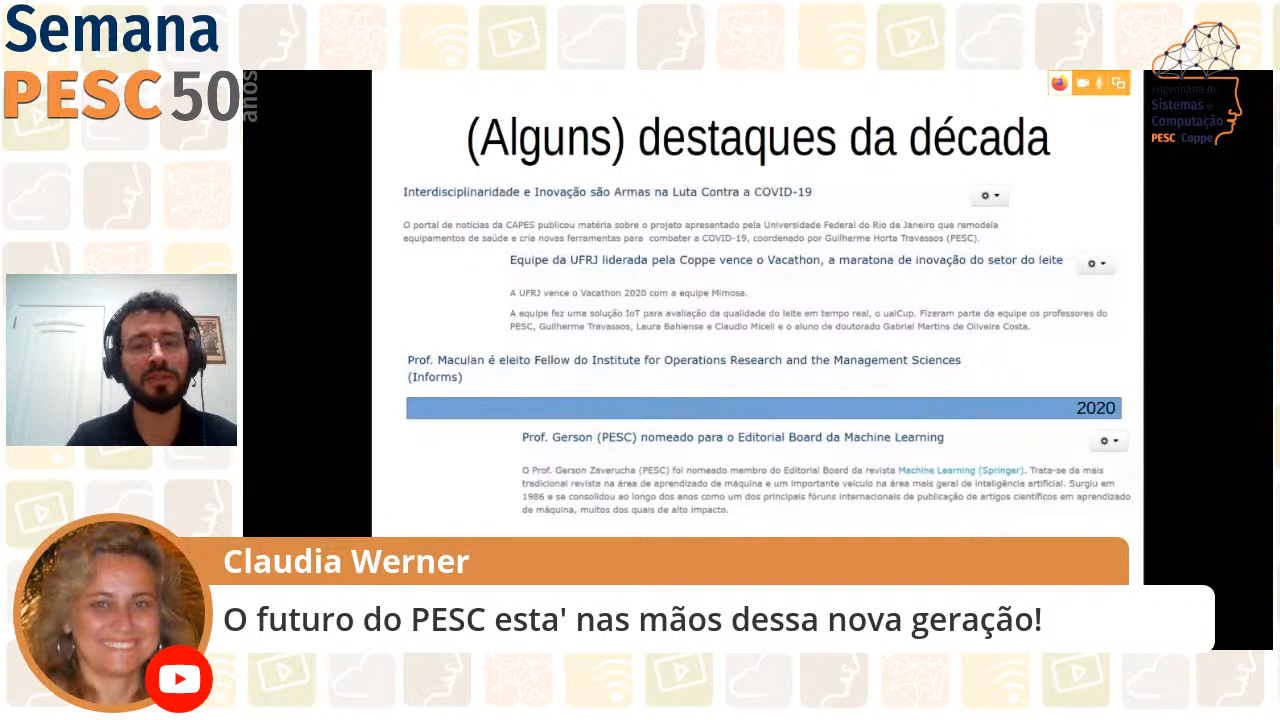 Semana
PESC 50
anos
Engenharia de
Sistemas e
Computação
PESC | Coppe
(Alguns) destaques da década
Interdisciplinaridade e Inovação são Armas na Luta Contra a COVID-19
O portal de notícias da CAPES publicou matéria sobre o projeto apresentado pela Universidade Federal do Rio de Janeiro que remodela
equipamentos de saúde e cria novas ferramentas para combater a COVID-19, coordenado por Guilherme Horta Travassos (PESC).
Equipe da UFRJ liderada pela Coppe vence o Vacathon, a maratona de inovação do setor do leite
A UFRJ vence o Vacathon 2020 com a equipe Mimosa.
A equipe fez uma solução IoT para avaliação da qualidade do leite em tempo real, o uaiCup. Fizeram parte da equipe os professores do
PESC, Guilherme Travassos, Laura Bahiense e Claudio Miceli e o aluno de doutorado Gabriel Martins de Oliveira Costa.
Prof. Maculan é eleito Fellow do Institute for Operations Research and the Management Sciences
(Informs)
2020
Prof. Gerson (PESC) nomeado para o Editorial Board da Machine Learning
O Prof. Gerson Zaverucha (PESC) foi nomeado membro do Editorial Board da revista Machine Learning (Springer). Trata-se da mais
tradicional revista na área de aprendizado de máquina e um importante veículo na área mais geral de inteligência artificial. Surgiu em
1986 e se consolidou ao longo dos anos como um dos principais fóruns internacionais de publicação de artigos científicos em aprendizado
de máquina, muitos dos quais de alto impacto.
Claudia Werner
O futuro do PESC esta' nas mãos dessa nova geração!